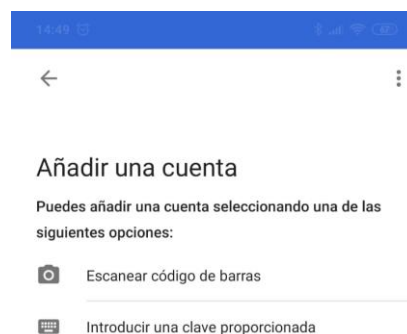 14:49
Añadir una cuenta
Puedes añadir una cuenta seleccionando una de las
siguientes opciones:
Escanear código de barras
Introducir una clave proporcionada